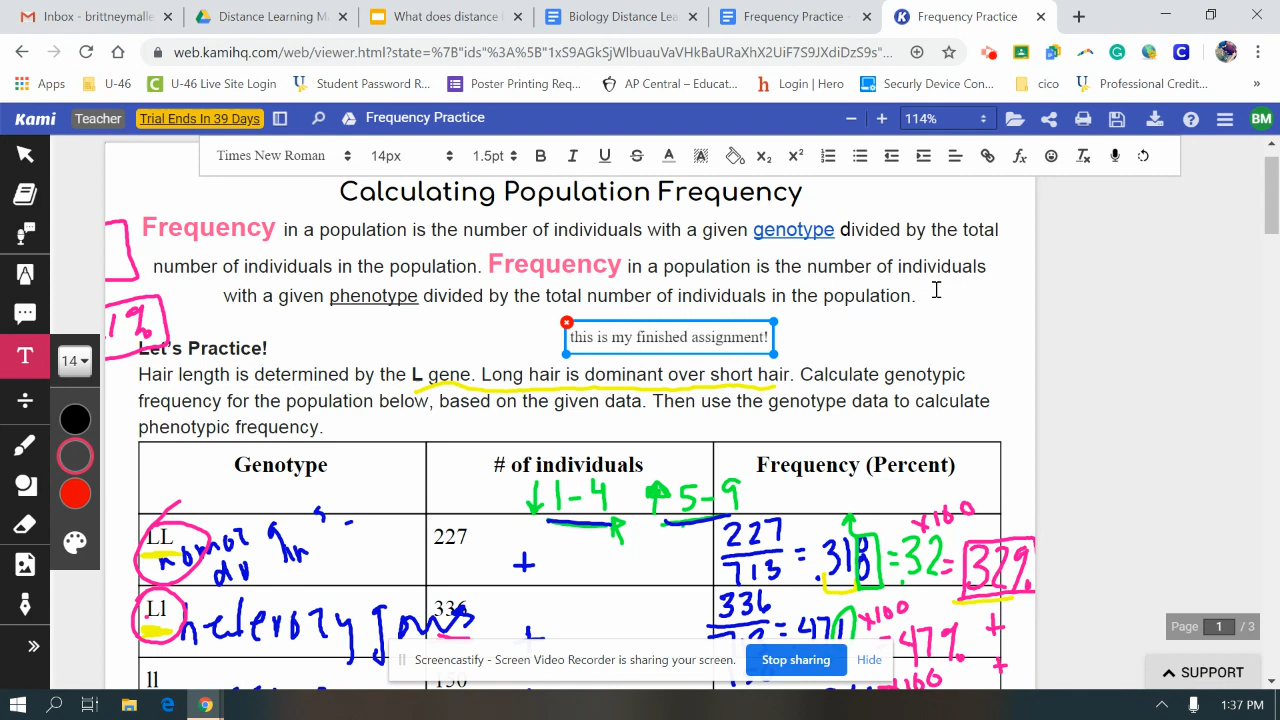 Inbox - brittneymalle
Distance Learning M
What does distance
Biology Distance Le
Frequency Practice -
Frequency Practice
web.kamihq.com/web/viewer.html?state=%7B"ids"%3A%5B"1xS9AGkSjWIbuauVaVHkBaURaXhX2UiF7S9JXdiDzS9s"...
Apps
U-46
U-46 Live Site Login
Student Password R...
Poster Printing Req...
AP Central – Educat...
Login | Hero
Securly Device Con...
cico
Professional Credit...
»
Kami
Teacher
Trial Ends In 39 Days
Frequency Practice
114%
BM
Times New Roman
14px
1.5pt
Calculating Population Frequency
Frequency in a population is the number of individuals with a given genotype divided by the total
number of individuals in the population. Frequency in a population is the number of individuals
with a given phenotype divided by the total number of individuals in the population.
1%
this is my finished assignment!
Let's Practice!
14
Hair length is determined by the L gene. Long hair is dominant over short hair. Calculate genotypic
frequency for the population below, based on the given data. Then use the genotype data to calculate
phenotypic frequency.
Genotype
# of individuals
Frequency (Percent)
↓1-4 ↑5-9
x100
LL
227
227/713 = .318 = .32 = 32%
+
Ll
336
336
= .471 = 47%
x100
+
+
ll
150
x100
Page 1 / 3
Screencastify - Screen Video Recorder is sharing your screen.
Stop sharing
Hide
SUPPORT
1:37 PM